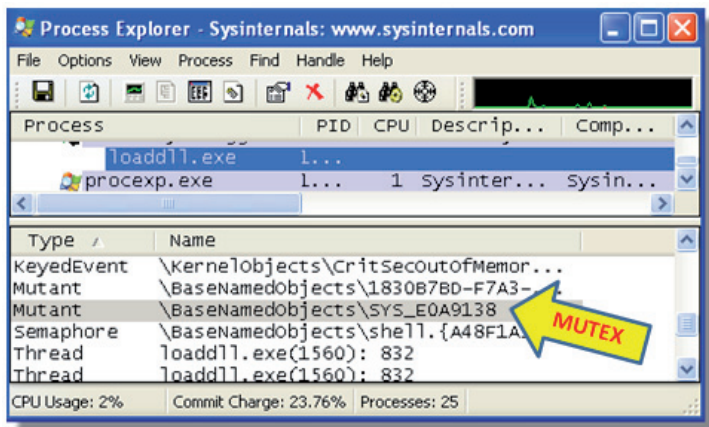 Process Explorer - Sysinternals: www.sysinternals.com
File Options View Process Find Handle Help
Process PID CPU Descrip... Comp...
loaddll.exe 1...
procexp.exe 1... 1 Sysinter... Sysin...
Type Name
KeyedEvent \KernelObjects\CritSecOutOfMemor...
Mutant \BaseNamedObjects\1830B7BD-F7A3-...
Mutant \BaseNamedObjects\SYS_E0A9138
Semaphore \BaseNamedObjects\shell.{A48F1A
Thread loaddll.exe(1560): 832
Thread loaddll.exe(1560): 832
MUTEX
CPU Usage: 2% Commit Charge: 23.76% Processes: 25